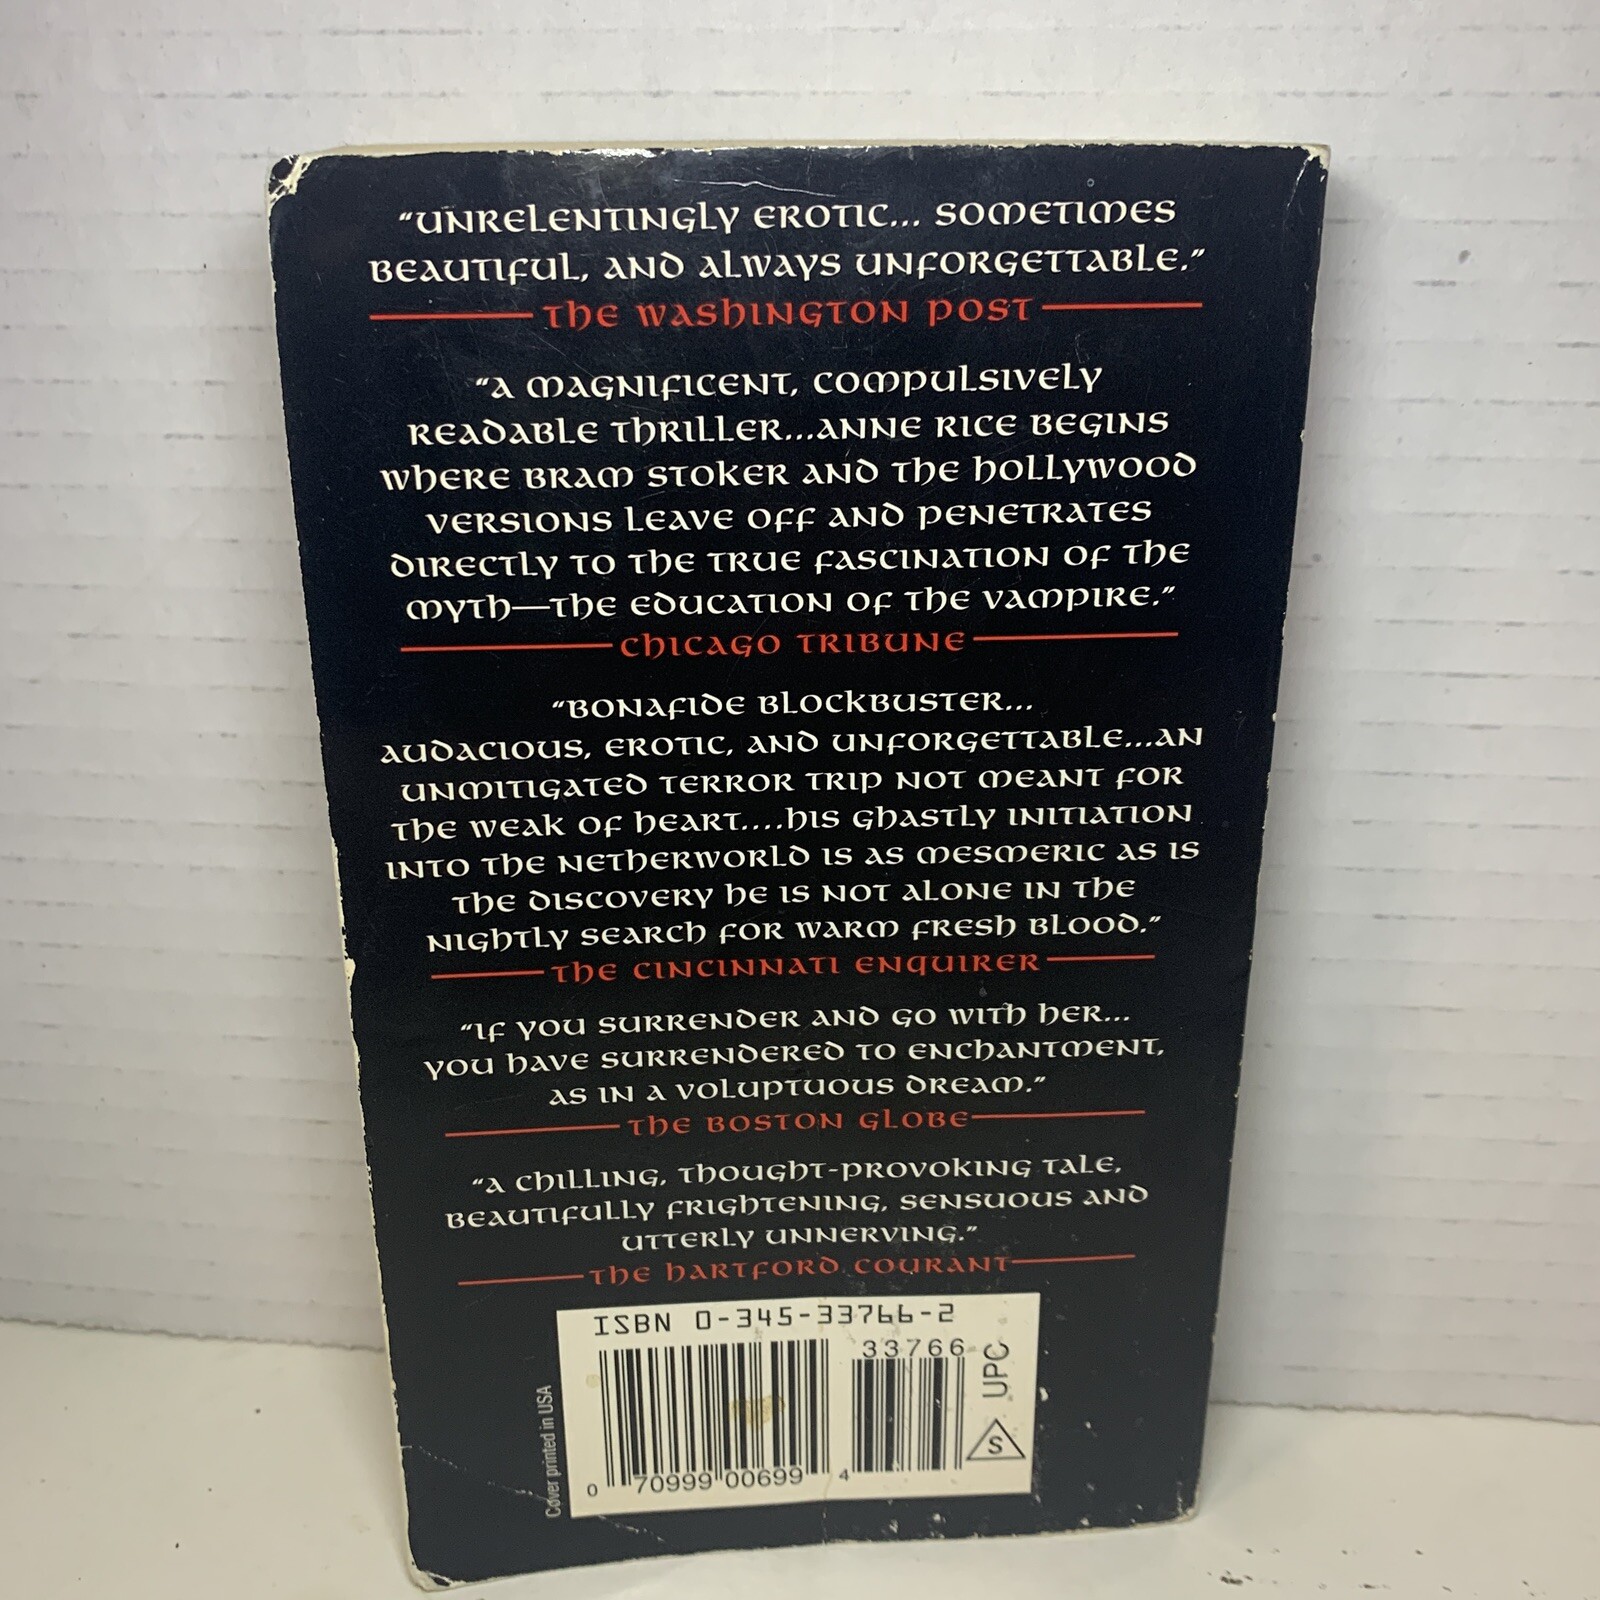 “UNRELENTINGLY EROTIC... SOMETIMES
BEAUTIFUL, AND ALWAYS UNFORGETTABLE.”
THE WASHINGTON POST
“A MAGNIFICENT, COMPULSIVELY
READABLE THRILLER...ANNE RICE BEGINS
WHERE BRAM STOKER AND THE HOLLYWOOD
VERSIONS LEAVE OFF AND PENETRATES
DIRECTLY TO THE TRUE FASCINATION OF THE
MYTH—THE EDUCATION OF THE VAMPIRE.”
CHICAGO TRIBUNE
“BONAFIDE BLOCKBUSTER...
AUDACIOUS, EROTIC, AND UNFORGETTABLE...AN
UNMITIGATED TERROR TRIP NOT MEANT FOR
THE WEAK OF HEART....HIS GHASTLY INITIATION
INTO THE NETHERWORLD IS AS MESMERIC AS IS
THE DISCOVERY HE IS NOT ALONE IN THE
NIGHTLY SEARCH FOR WARM FRESH BLOOD.”
THE CINCINNATI ENQUIRER
“IF YOU SURRENDER AND GO WITH HER...
YOU HAVE SURRENDERED TO ENCHANTMENT,
AS IN A VOLUPTUOUS DREAM.”
THE BOSTON GLOBE
“A CHILLING, THOUGHT-PROVOKING TALE,
BEAUTIFULLY FRIGHTENING, SENSUOUS AND
UTTERLY UNNERVING.”
THE HARTFORD COURANT
ISBN 0-345-33766-2
33766
UPC
S
0 70999 00699 4
Cover printed in USA